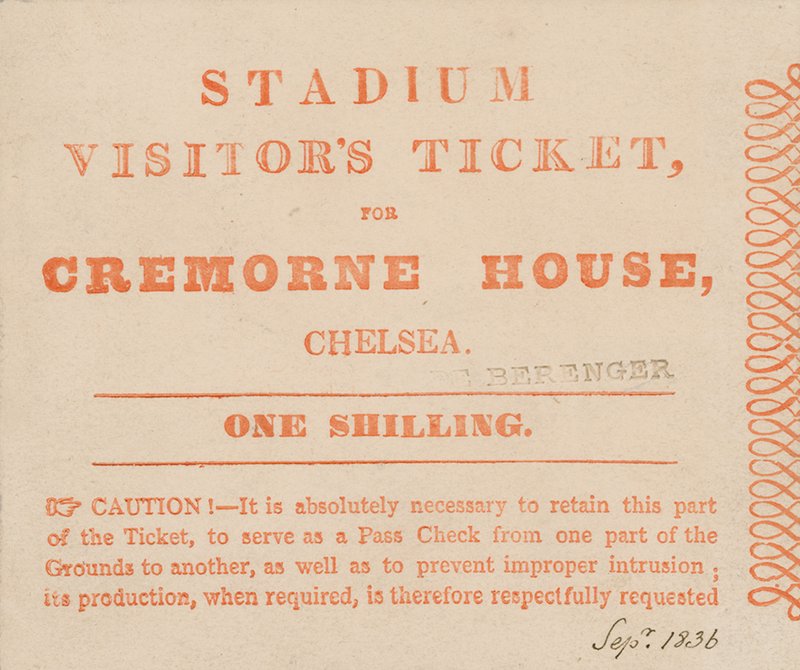 STADIUM
VISITOR'S TICKET,
FOR
CREMORNE HOUSE,
CHELSEA.
BERENGER
ONE SHILLING.
☞ CAUTION!—It is absolutely necessary to retain this part
of the Ticket, to serve as a Pass Check from one part of the
Grounds to another, as well as to prevent improper intrusion;
its production, when required, is therefore respectfully requested
Sepr. 1836